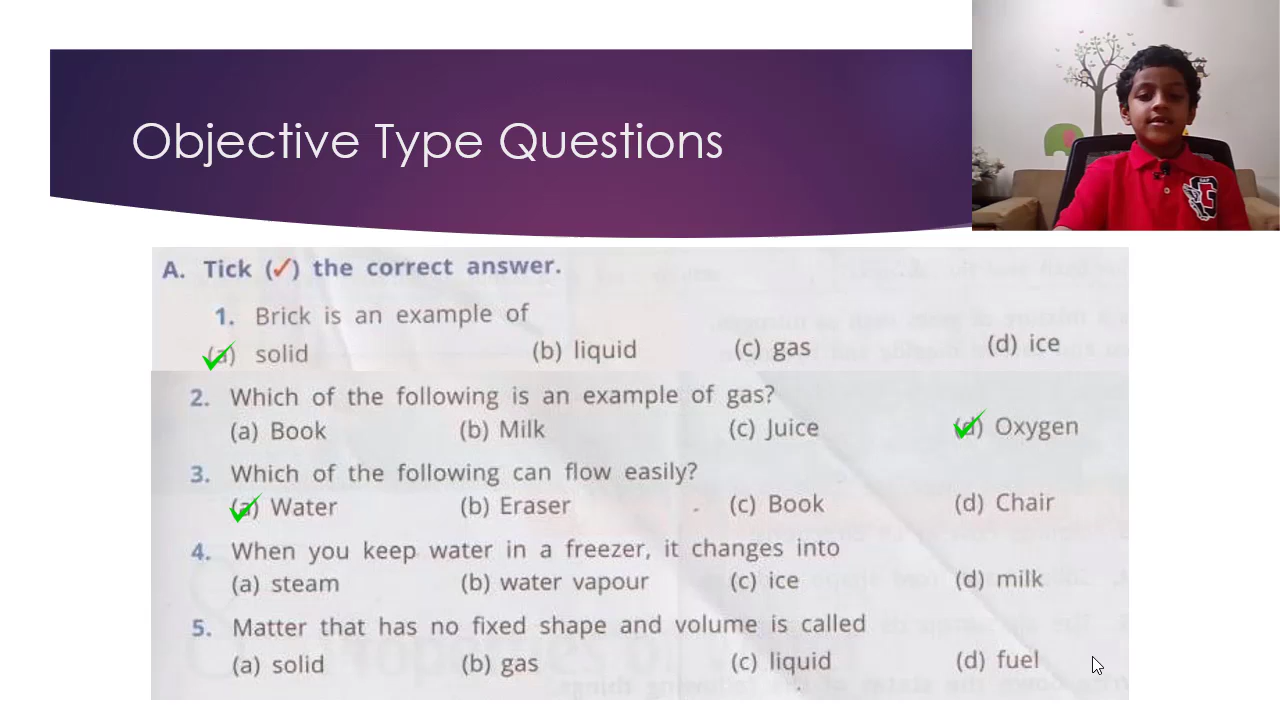 Objective Type Questions
A. Tick (✓) the correct answer.
1. Brick is an example of
(a) solid (b) liquid (c) gas (d) ice
2. Which of the following is an example of gas?
(a) Book (b) Milk (c) Juice (d) Oxygen
3. Which of the following can flow easily?
(a) Water (b) Eraser (c) Book (d) Chair
4. When you keep water in a freezer, it changes into
(a) steam (b) water vapour (c) ice (d) milk
5. Matter that has no fixed shape and volume is called
(a) solid (b) gas (c) liquid (d) fuel